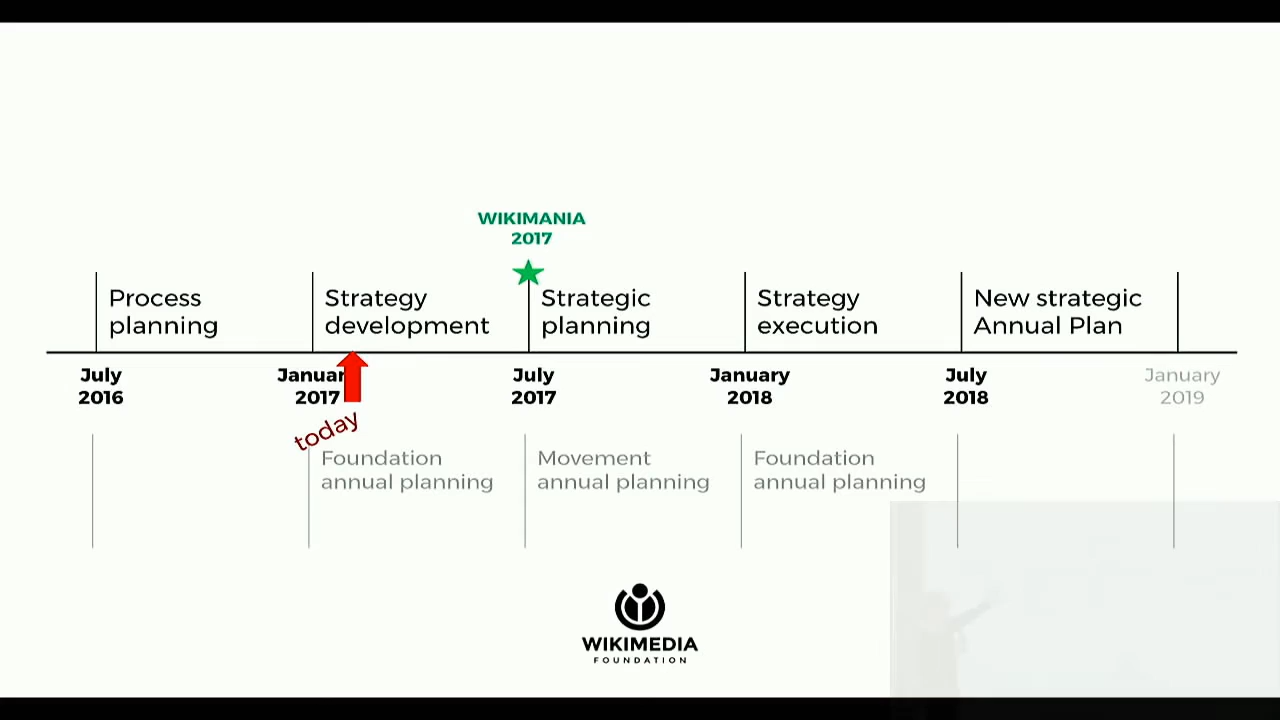 WIKIMANIA
2017
Process
planning
Strategy
development
Strategic
planning
Strategy
execution
New strategic
Annual Plan
July
2016
Januar
2017
July
2017
January
2018
July
2018
January
2019
today
Foundation
annual planning
Movement
annual planning
Foundation
annual planning
WIKIMEDIA
FOUNDATION